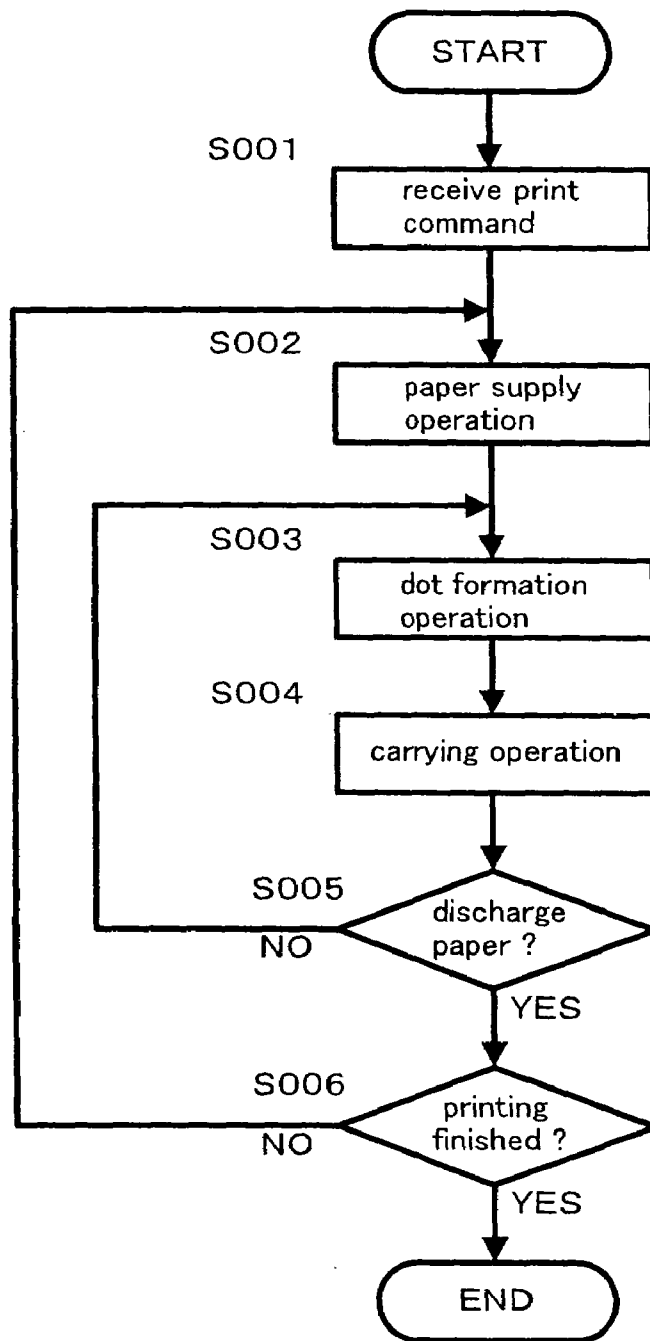 START
S001
receive print
command
S002
paper supply
operation
S003
dot formation
operation
S004
carrying operation
S005
discharge
paper ?
NO
YES
S006
printing
finished ?
NO
YES
END